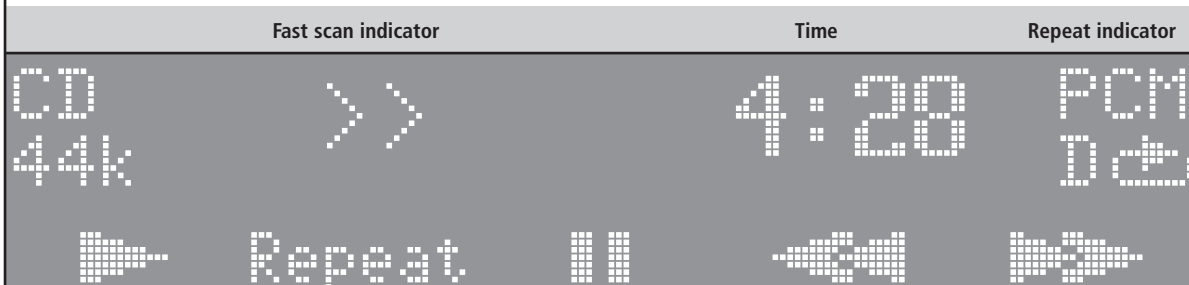 Fast scan indicator Time Repeat indicator
CD >> 4:28 PCM
44k D
Repeat